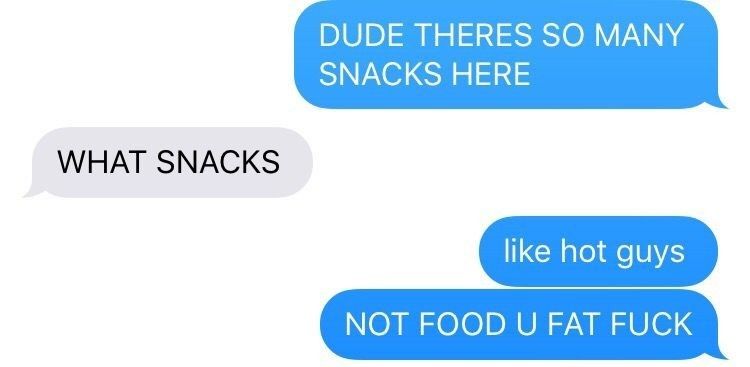 DUDE THERES SO MANY
SNACKS HERE
WHAT SNACKS
like hot guys
NOT FOOD U FAT FUCK